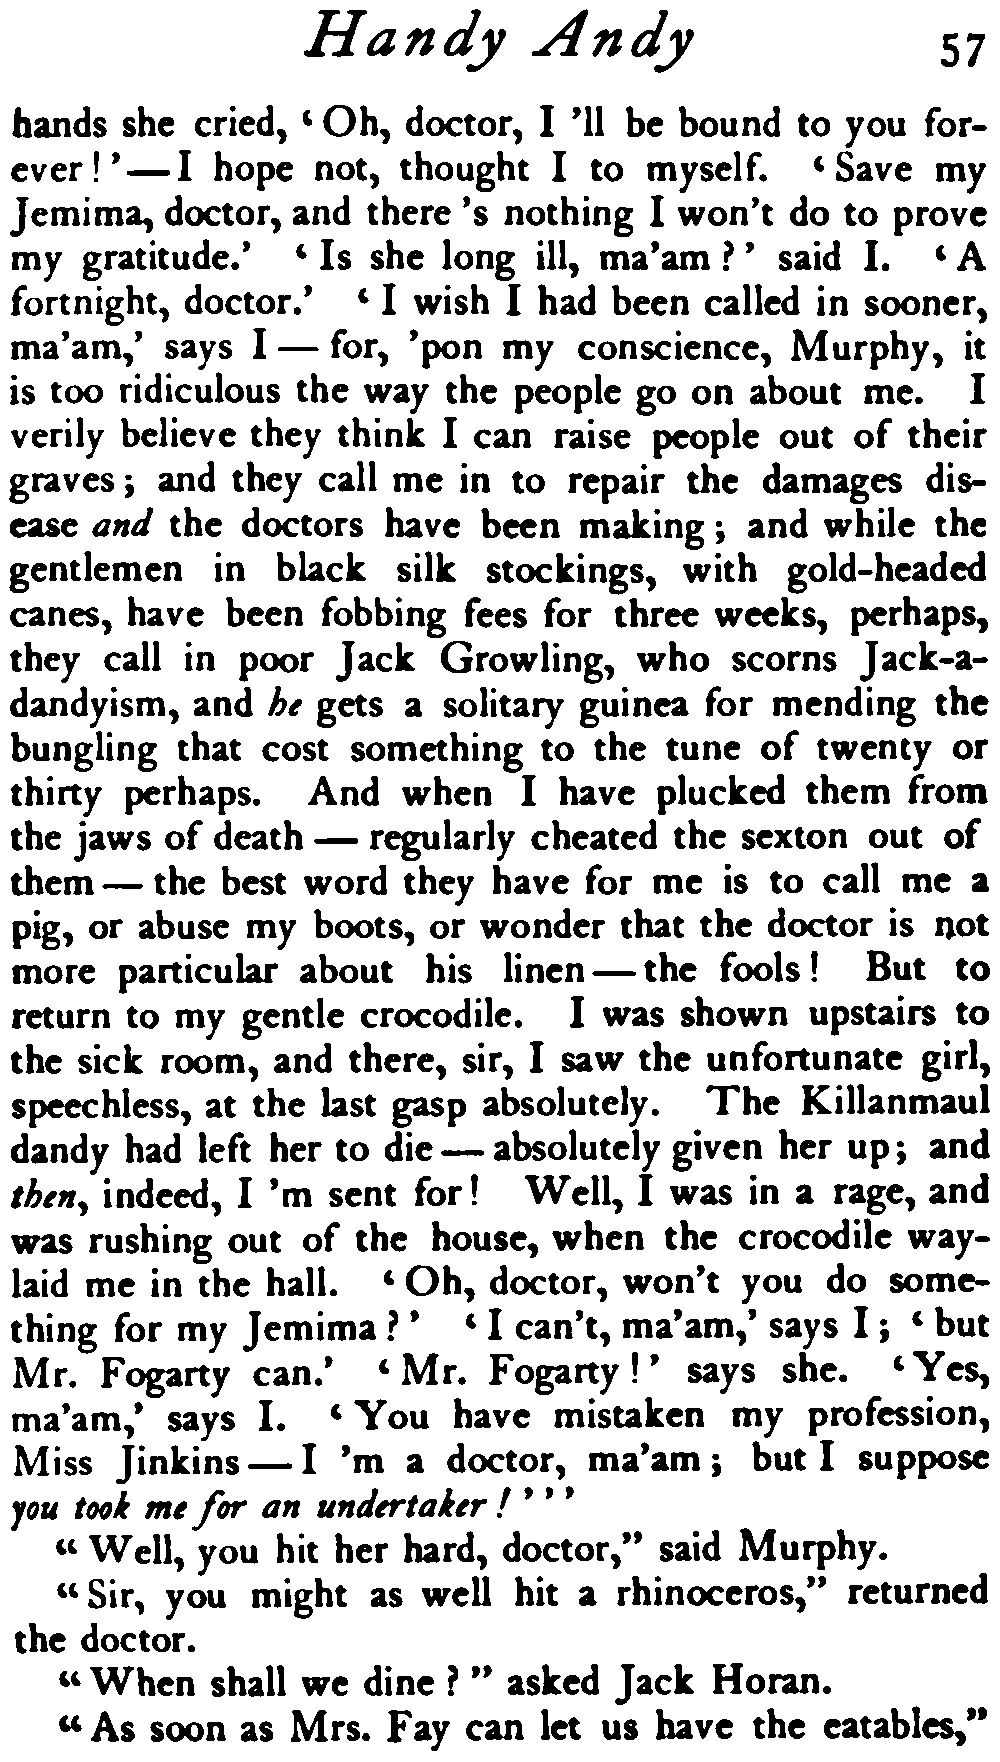 Handy Andy 57
hands she cried, ‘Oh, doctor, I ’ll be bound to you for-
ever!’—I hope not, thought I to myself. ‘Save my
Jemima, doctor, and there ’s nothing I won’t do to prove
my gratitude.’ ‘Is she long ill, ma’am?’ said I. ‘A
fortnight, doctor.’ ‘I wish I had been called in sooner,
ma’am,’ says I — for, ’pon my conscience, Murphy, it
is too ridiculous the way the people go on about me. I
verily believe they think I can raise people out of their
graves; and they call me in to repair the damages dis-
ease and the doctors have been making; and while the
gentlemen in black silk stockings, with gold-headed
canes, have been fobbing fees for three weeks, perhaps,
they call in poor Jack Growling, who scorns Jack-a-
dandyism, and he gets a solitary guinea for mending the
bungling that cost something to the tune of twenty or
thirty perhaps. And when I have plucked them from
the jaws of death — regularly cheated the sexton out of
them — the best word they have for me is to call me a
pig, or abuse my boots, or wonder that the doctor is not
more particular about his linen — the fools! But to
return to my gentle crocodile. I was shown upstairs to
the sick room, and there, sir, I saw the unfortunate girl,
speechless, at the last gasp absolutely. The Killanmaul
dandy had left her to die — absolutely given her up; and
then, indeed, I ’m sent for! Well, I was in a rage, and
was rushing out of the house, when the crocodile way-
laid me in the hall. ‘Oh, doctor, won’t you do some-
thing for my Jemima?’ ‘I can’t, ma’am,’ says I; ‘but
Mr. Fogarty can.’ ‘Mr. Fogarty!’ says she. ‘Yes,
ma’am,’ says I. ‘You have mistaken my profession,
Miss Jinkins — I ’m a doctor, ma’am; but I suppose
you took me for an undertaker!’’’
“Well, you hit her hard, doctor,” said Murphy.
“Sir, you might as well hit a rhinoceros,” returned
the doctor.
“When shall we dine?” asked Jack Horan.
“As soon as Mrs. Fay can let us have the eatables,”